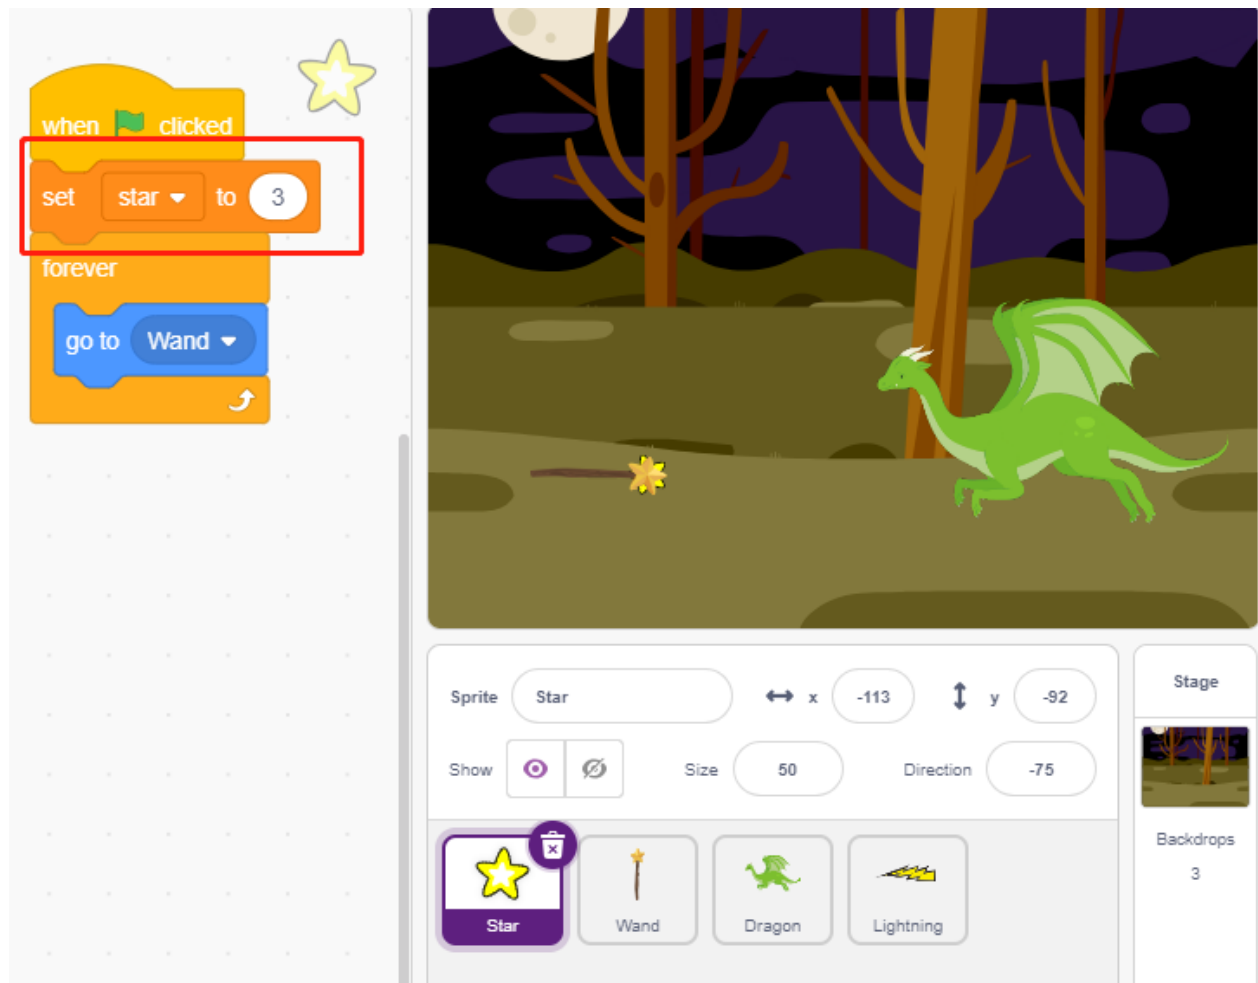 when clicked
set star to 3
forever
go to Wand
Sprite Star x -113 y -92
Show Size 50 Direction -75
Star Wand Dragon Lightning
Stage
Backdrops
3